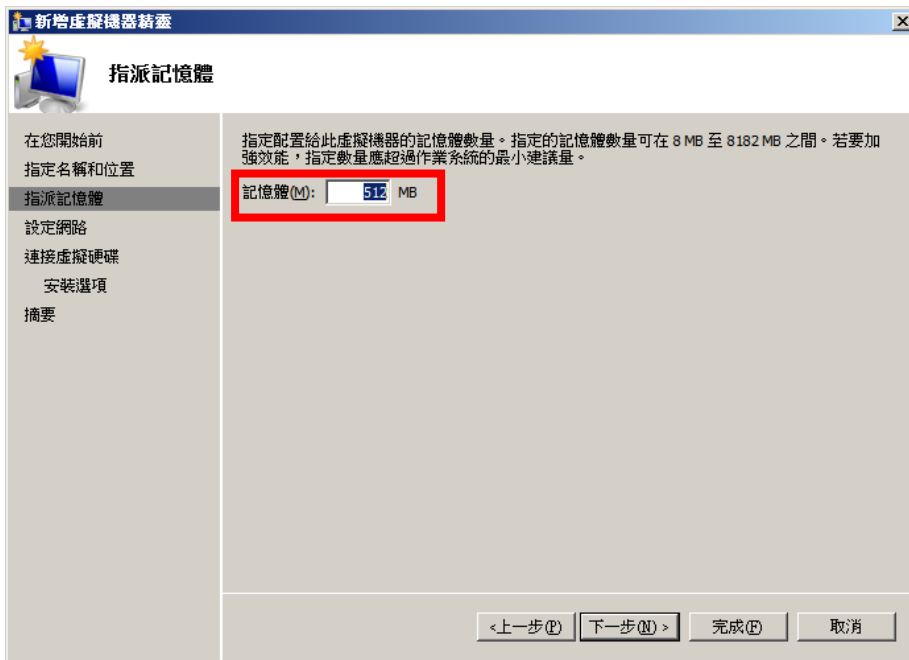 新增虛擬機器精靈
指派記憶體
在您開始前
指定名稱和位置
指派記憶體
設定網路
連接虛擬硬碟
安裝選項
摘要
指定配置給此虛擬機器的記憶體數量。指定的記憶體數量可在 8 MB 至 8182 MB 之間。若要加
強效能，指定數量應超過作業系統的最小建議量。
記憶體(M): 512 MB
<上一步(P) 下一步(N) > 完成(F) 取消